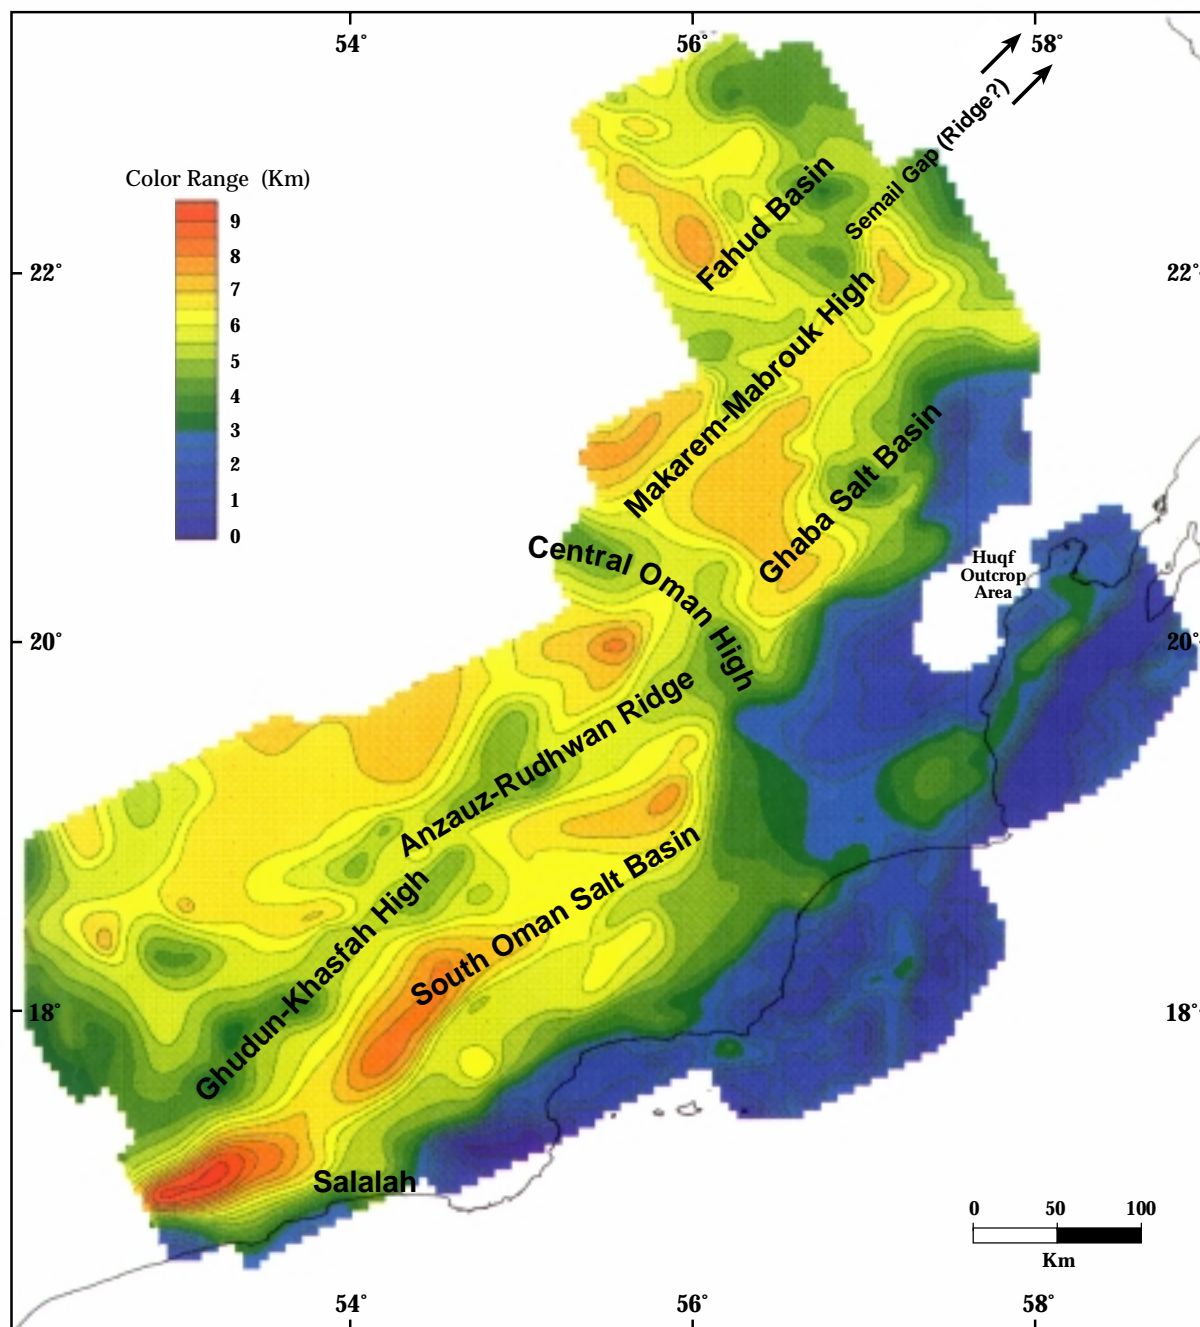 54°
56°
58°
Semail Gap (Ridge?)
Color Range (Km)
9
8
7
6
5
4
3
2
1
0
Fahud Basin
22°
22°
Makarem-Mabrouk High
Ghaba Salt Basin
Central Oman High
Huqf
Outcrop
Area
20°
20°
Anzauz-Rudhwan Ridge
South Oman Salt Basin
Ghudun-Khasfah High
18°
18°
Salalah
0 50 100
Km
54°
56°
58°